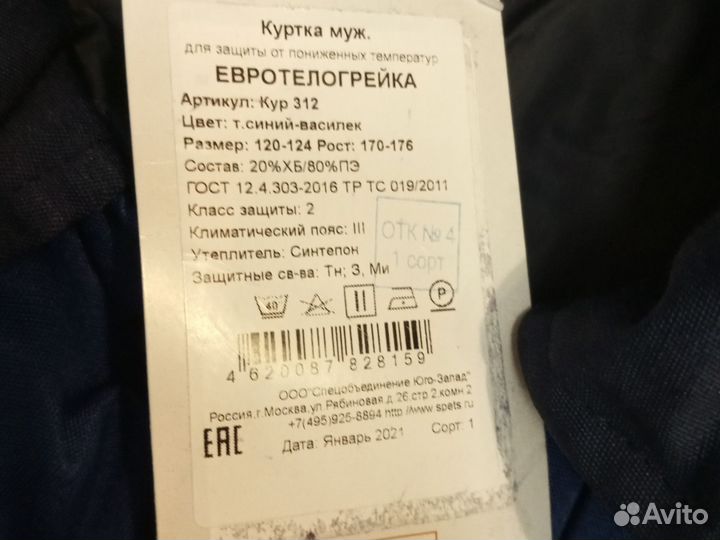 Куртка муж.
для защиты от пониженных температур
ЕВРОТЕЛОГРЕЙКА
Артикул: Кур 312
Цвет: т.синий-василек
Размер: 120-124 Рост: 170-176
Состав: 20%ХБ/80%ПЭ
ГОСТ 12.4.303-2016 ТР ТС 019/2011
Класс защиты: 2
Климатический пояс: III
Утеплитель: Синтепон
Защитные св-ва: Тн; З, Ми
ОТК № 4
1 сорт
40
P
4 620087 828159
ООО"Спецобъединение Юго-Запад"
Россия,г.Москва,ул.Рябиновая,д.26,стр.2,комн.2
+7(495)925-8894 http://www.spets.ru
EAC
Дата: Январь 2021 Сорт: 1
Avito